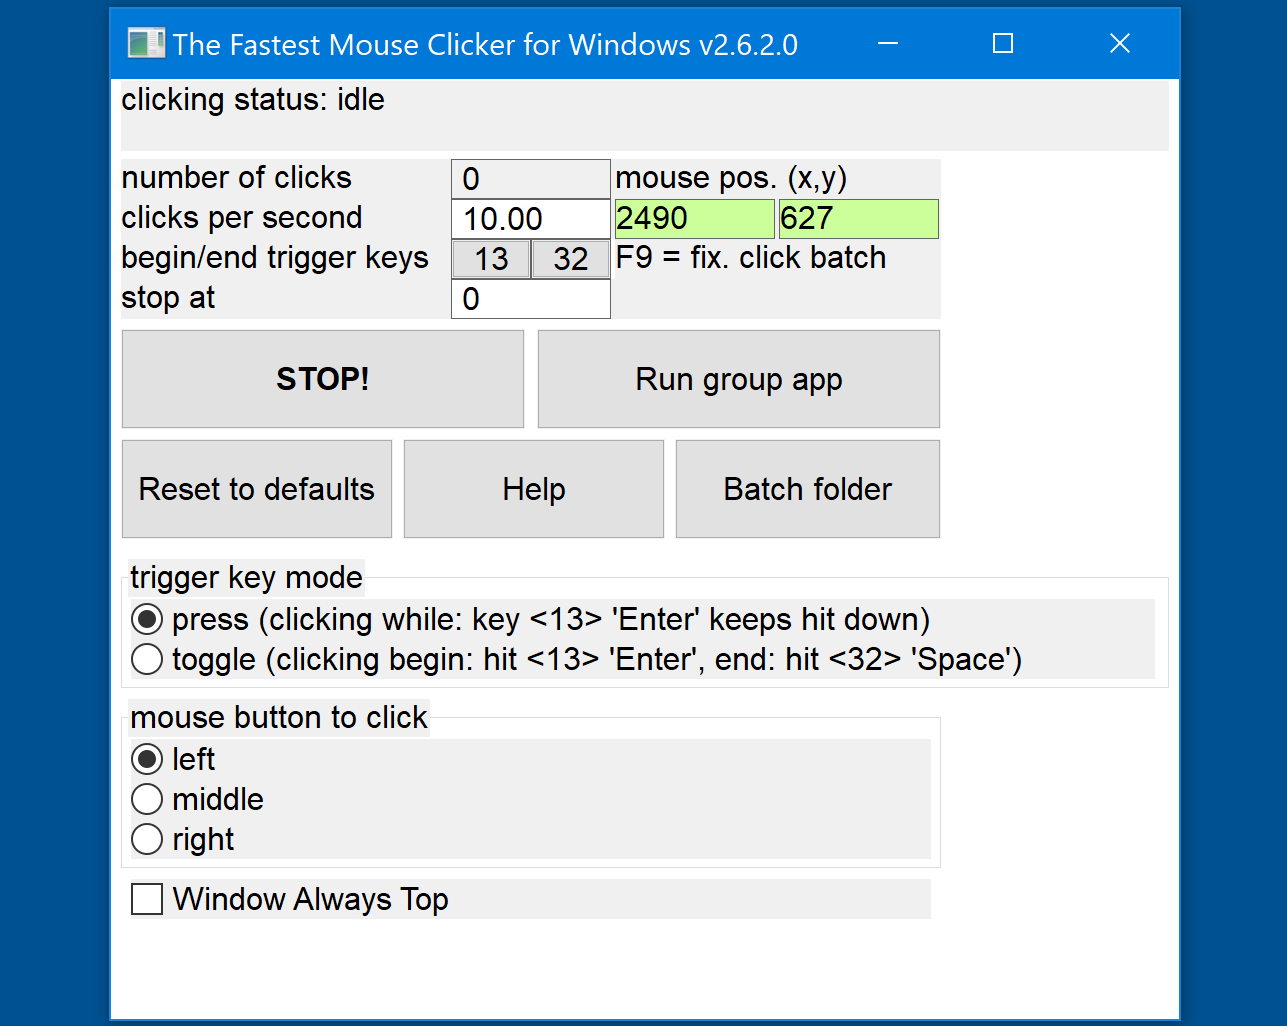 The Fastest Mouse Clicker for Windows v2.6.2.0
clicking status: idle
number of clicks 0 mouse pos. (x,y)
clicks per second 10.00 2490 627
begin/end trigger keys 13 32 F9 = fix. click batch
stop at 0
STOP! Run group app
Reset to defaults Help Batch folder
trigger key mode
press (clicking while: key <13> 'Enter' keeps hit down)
toggle (clicking begin: hit <13> 'Enter', end: hit <32> 'Space')
mouse button to click
left
middle
right
Window Always Top